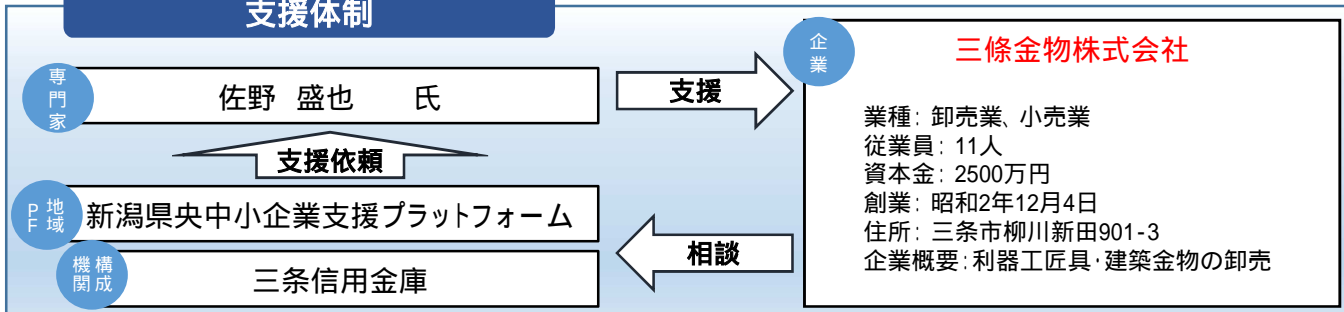 支援体制
専門家
佐野 盛也 氏
支援
支援依頼
地域PF
新潟県央中小企業支援プラットフォーム
構成機関
三条信用金庫
相談
企業
三條金物株式会社
業種：卸売業、小売業
従業員：11人
資本金：2500万円
創業：昭和2年12月4日
住所：三条市柳川新田901-3
企業概要：利器工匠具・建築金物の卸売